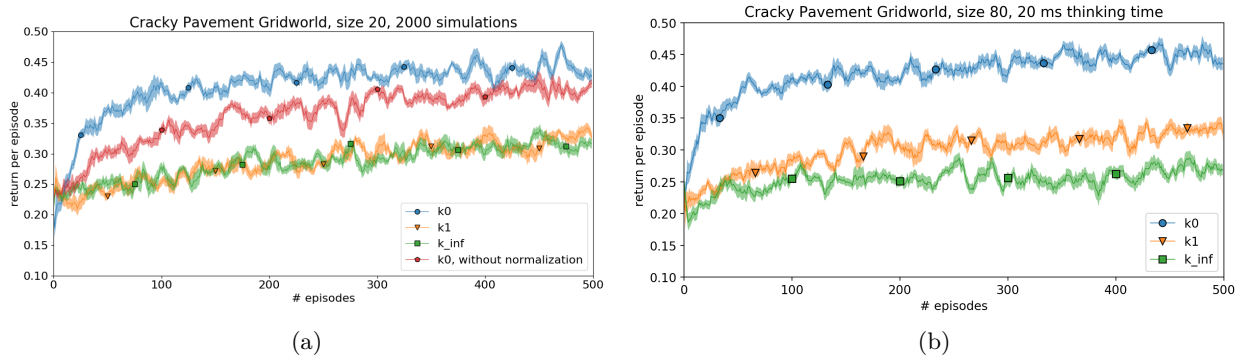 Cracky Pavement Gridworld, size 20, 2000 simulations
return per episode
0.50
0.45
0.40
0.35
0.30
0.25
0.20
0.15
0.10
k0
k1
k_inf
k0, without normalization
0 100 200 300 400 500
# episodes
(a)
Cracky Pavement Gridworld, size 80, 20 ms thinking time
return per episode
0.50
0.45
0.40
0.35
0.30
0.25
0.20
0.15
0.10
k0
k1
k_inf
0 100 200 300 400 500
# episodes
(b)